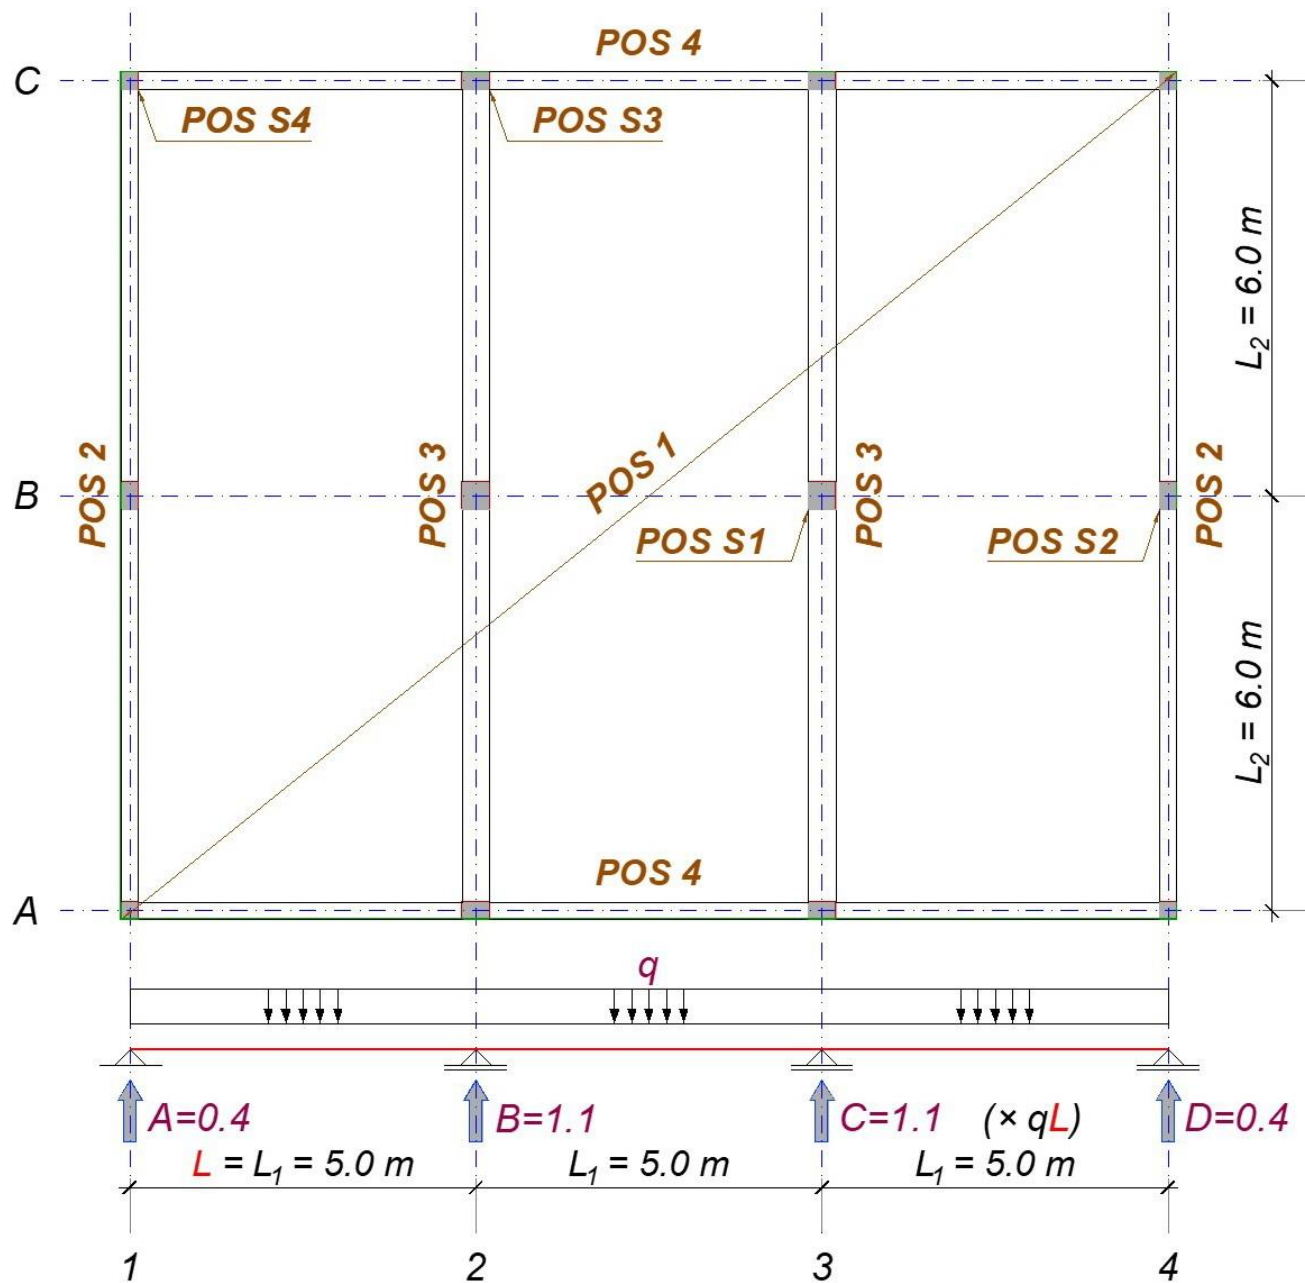 POS 4
C
POS S4
POS S3
L₂ = 6.0 m
POS 2
POS 3
POS 1
POS 3
POS 2
B
POS S1
POS S2
L₂ = 6.0 m
POS 4
A
q
A=0.4
B=1.1
C=1.1
(× qL)
D=0.4
L = L₁ = 5.0 m
L₁ = 5.0 m
L₁ = 5.0 m
1
2
3
4